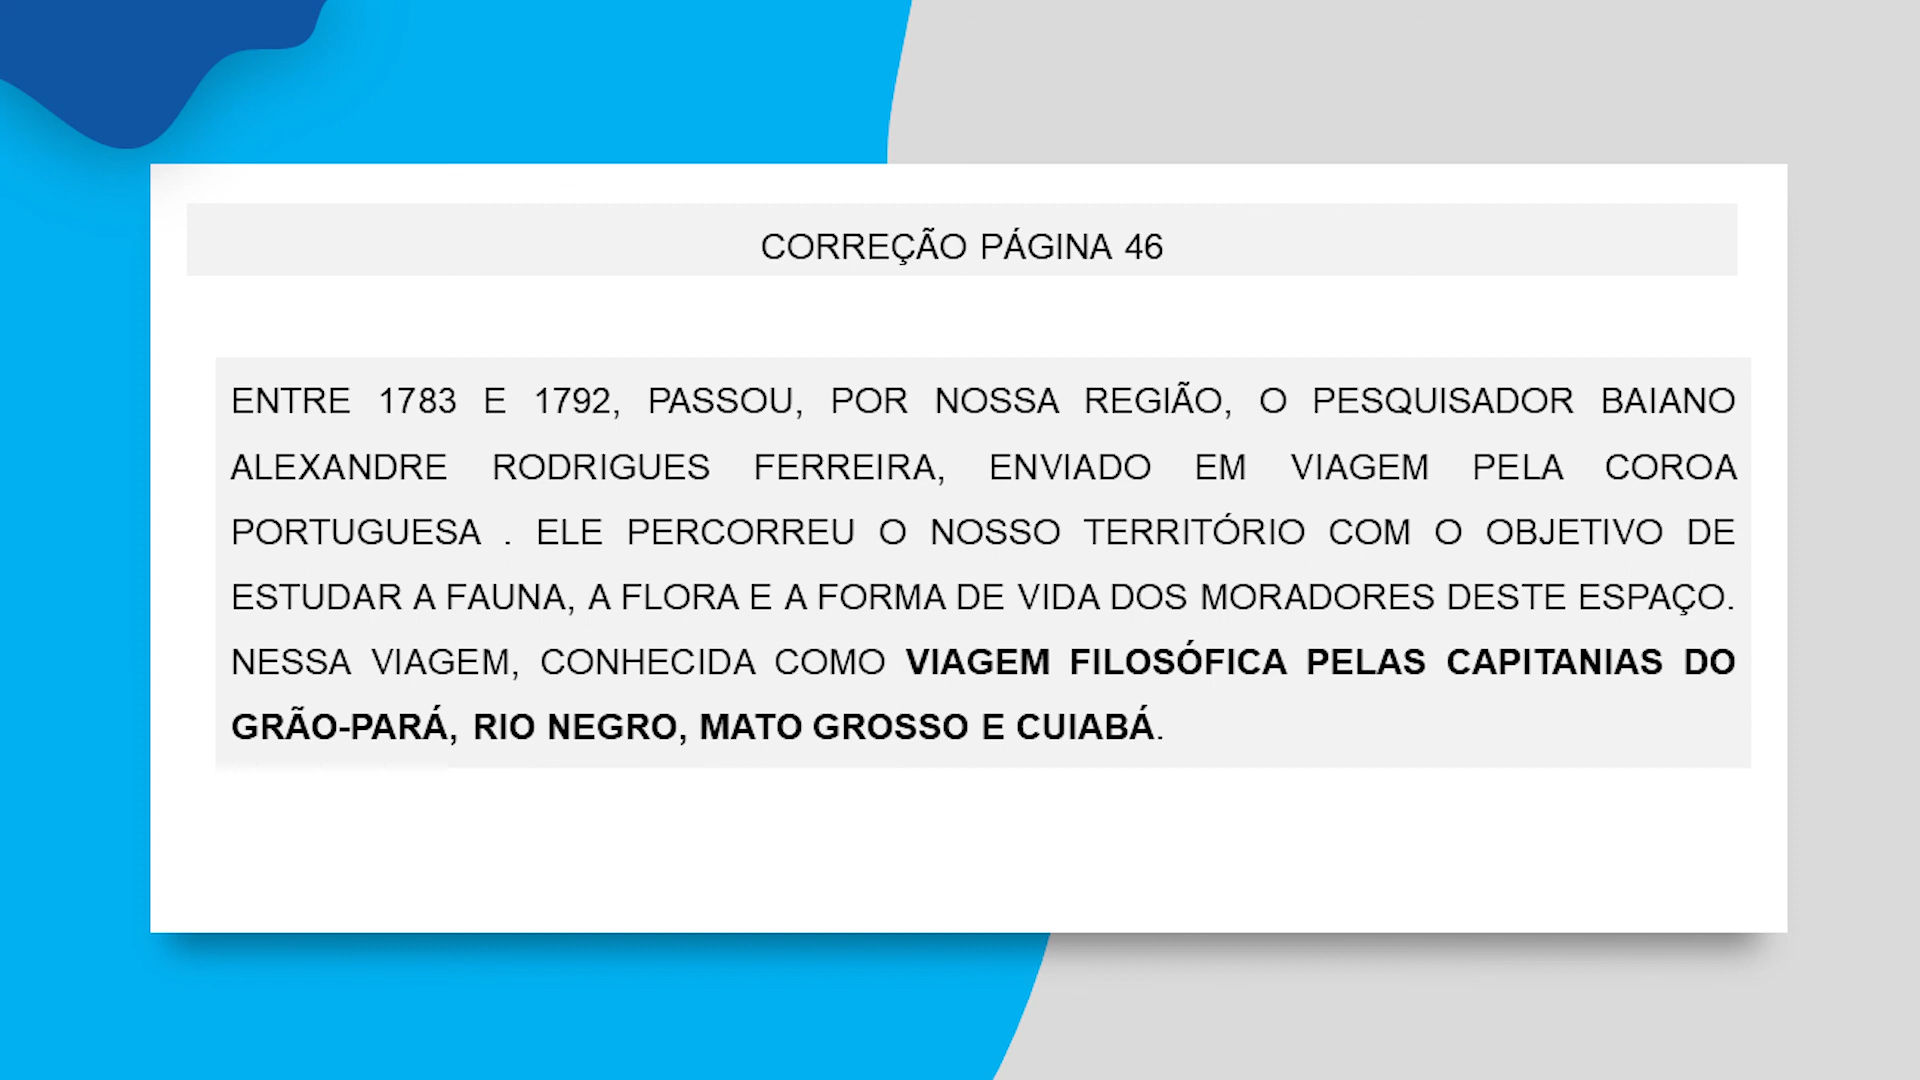 CORREÇÃO PÁGINA 46
ENTRE 1783 E 1792, PASSOU, POR NOSSA REGIÃO, O PESQUISADOR BAIANO
ALEXANDRE RODRIGUES FERREIRA, ENVIADO EM VIAGEM PELA COROA
PORTUGUESA . ELE PERCORREU O NOSSO TERRITÓRIO COM O OBJETIVO DE
ESTUDAR A FAUNA, A FLORA E A FORMA DE VIDA DOS MORADORES DESTE ESPAÇO.
NESSA VIAGEM, CONHECIDA COMO VIAGEM FILOSÓFICA PELAS CAPITANIAS DO
GRÃO-PARÁ, RIO NEGRO, MATO GROSSO E CUIABÁ.